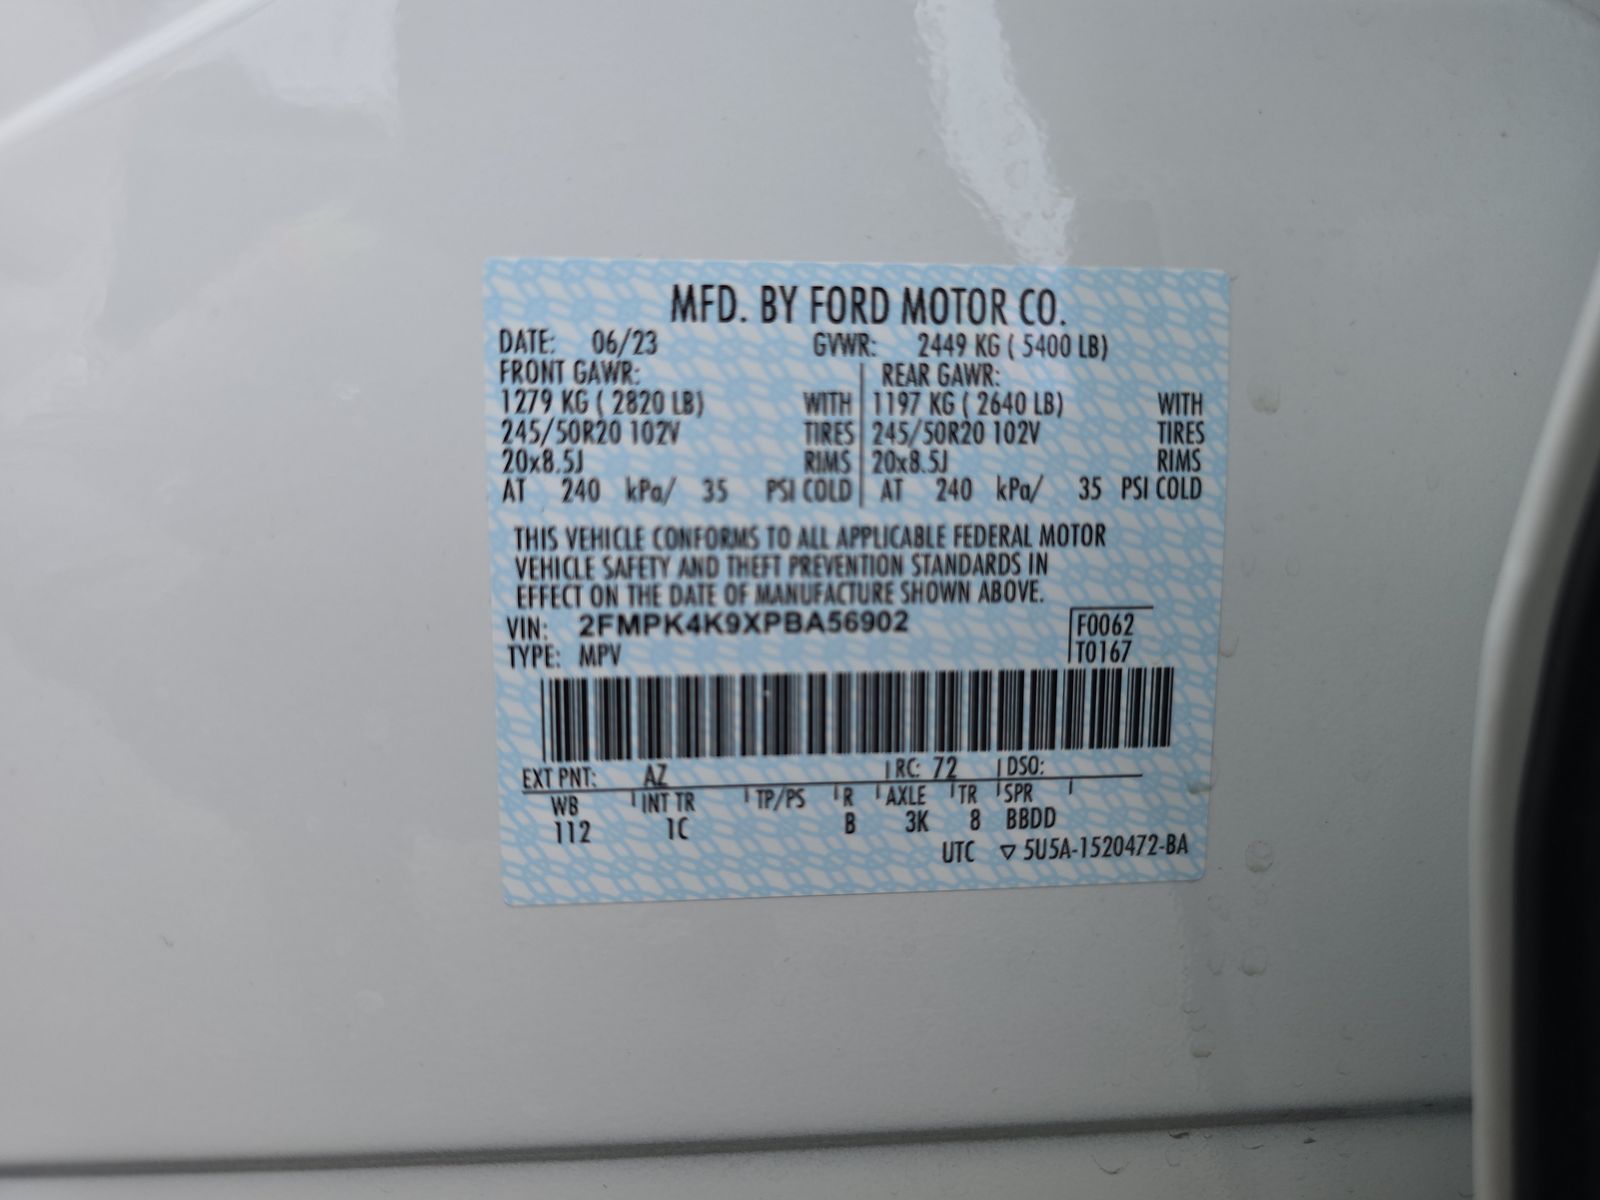 MFD. BY FORD MOTOR CO.
DATE: 06/23 GVWR: 2449 KG ( 5400 LB)
FRONT GAWR: REAR GAWR:
1279 KG ( 2820 LB) WITH 1197 KG ( 2640 LB) WITH
245/50R20 102V TIRES 245/50R20 102V TIRES
20x8.5J RIMS 20x8.5J RIMS
AT 240 kPa/ 35 PSI COLD AT 240 kPa/ 35 PSI COLD
THIS VEHICLE CONFORMS TO ALL APPLICABLE FEDERAL MOTOR
VEHICLE SAFETY AND THEFT PREVENTION STANDARDS IN
EFFECT ON THE DATE OF MANUFACTURE SHOWN ABOVE.
VIN: 2FMPK4K9XPBA56902 F0062
TYPE: MPV T0167
EXT PNT: AZ RC: 72 DSO:
WB INT TR TP/PS R AXLE TR SPR
112 1C B 3K 8 BBDD
UTC ▽ 5U5A-1520472-BA